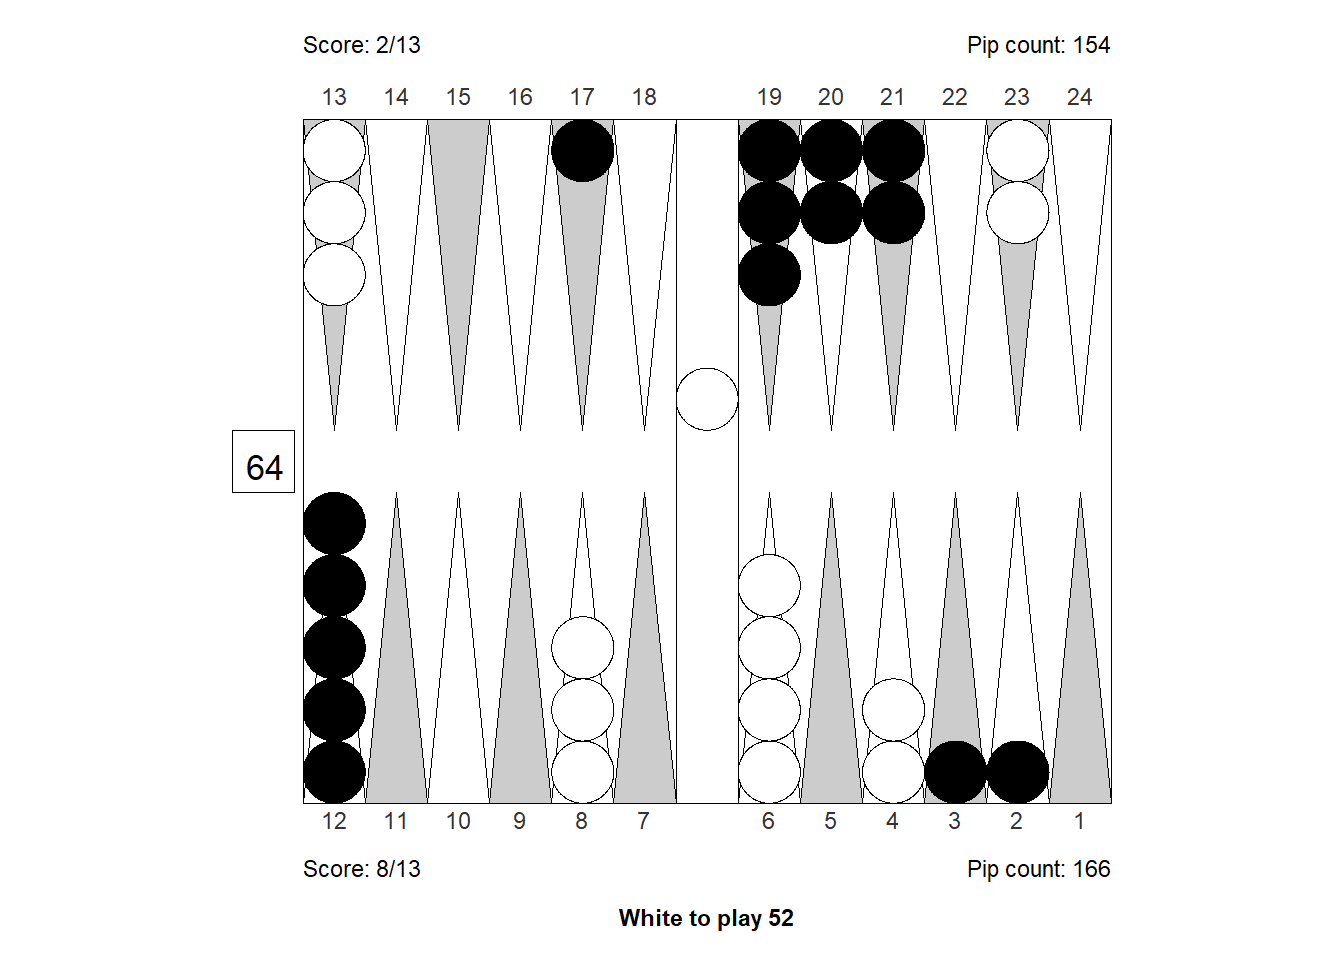 Score: 2/13 Pip count: 154
13 14 15 16 17 18 19 20 21 22 23 24
64
12 11 10 9 8 7 6 5 4 3 2 1
Score: 8/13 Pip count: 166
White to play 52